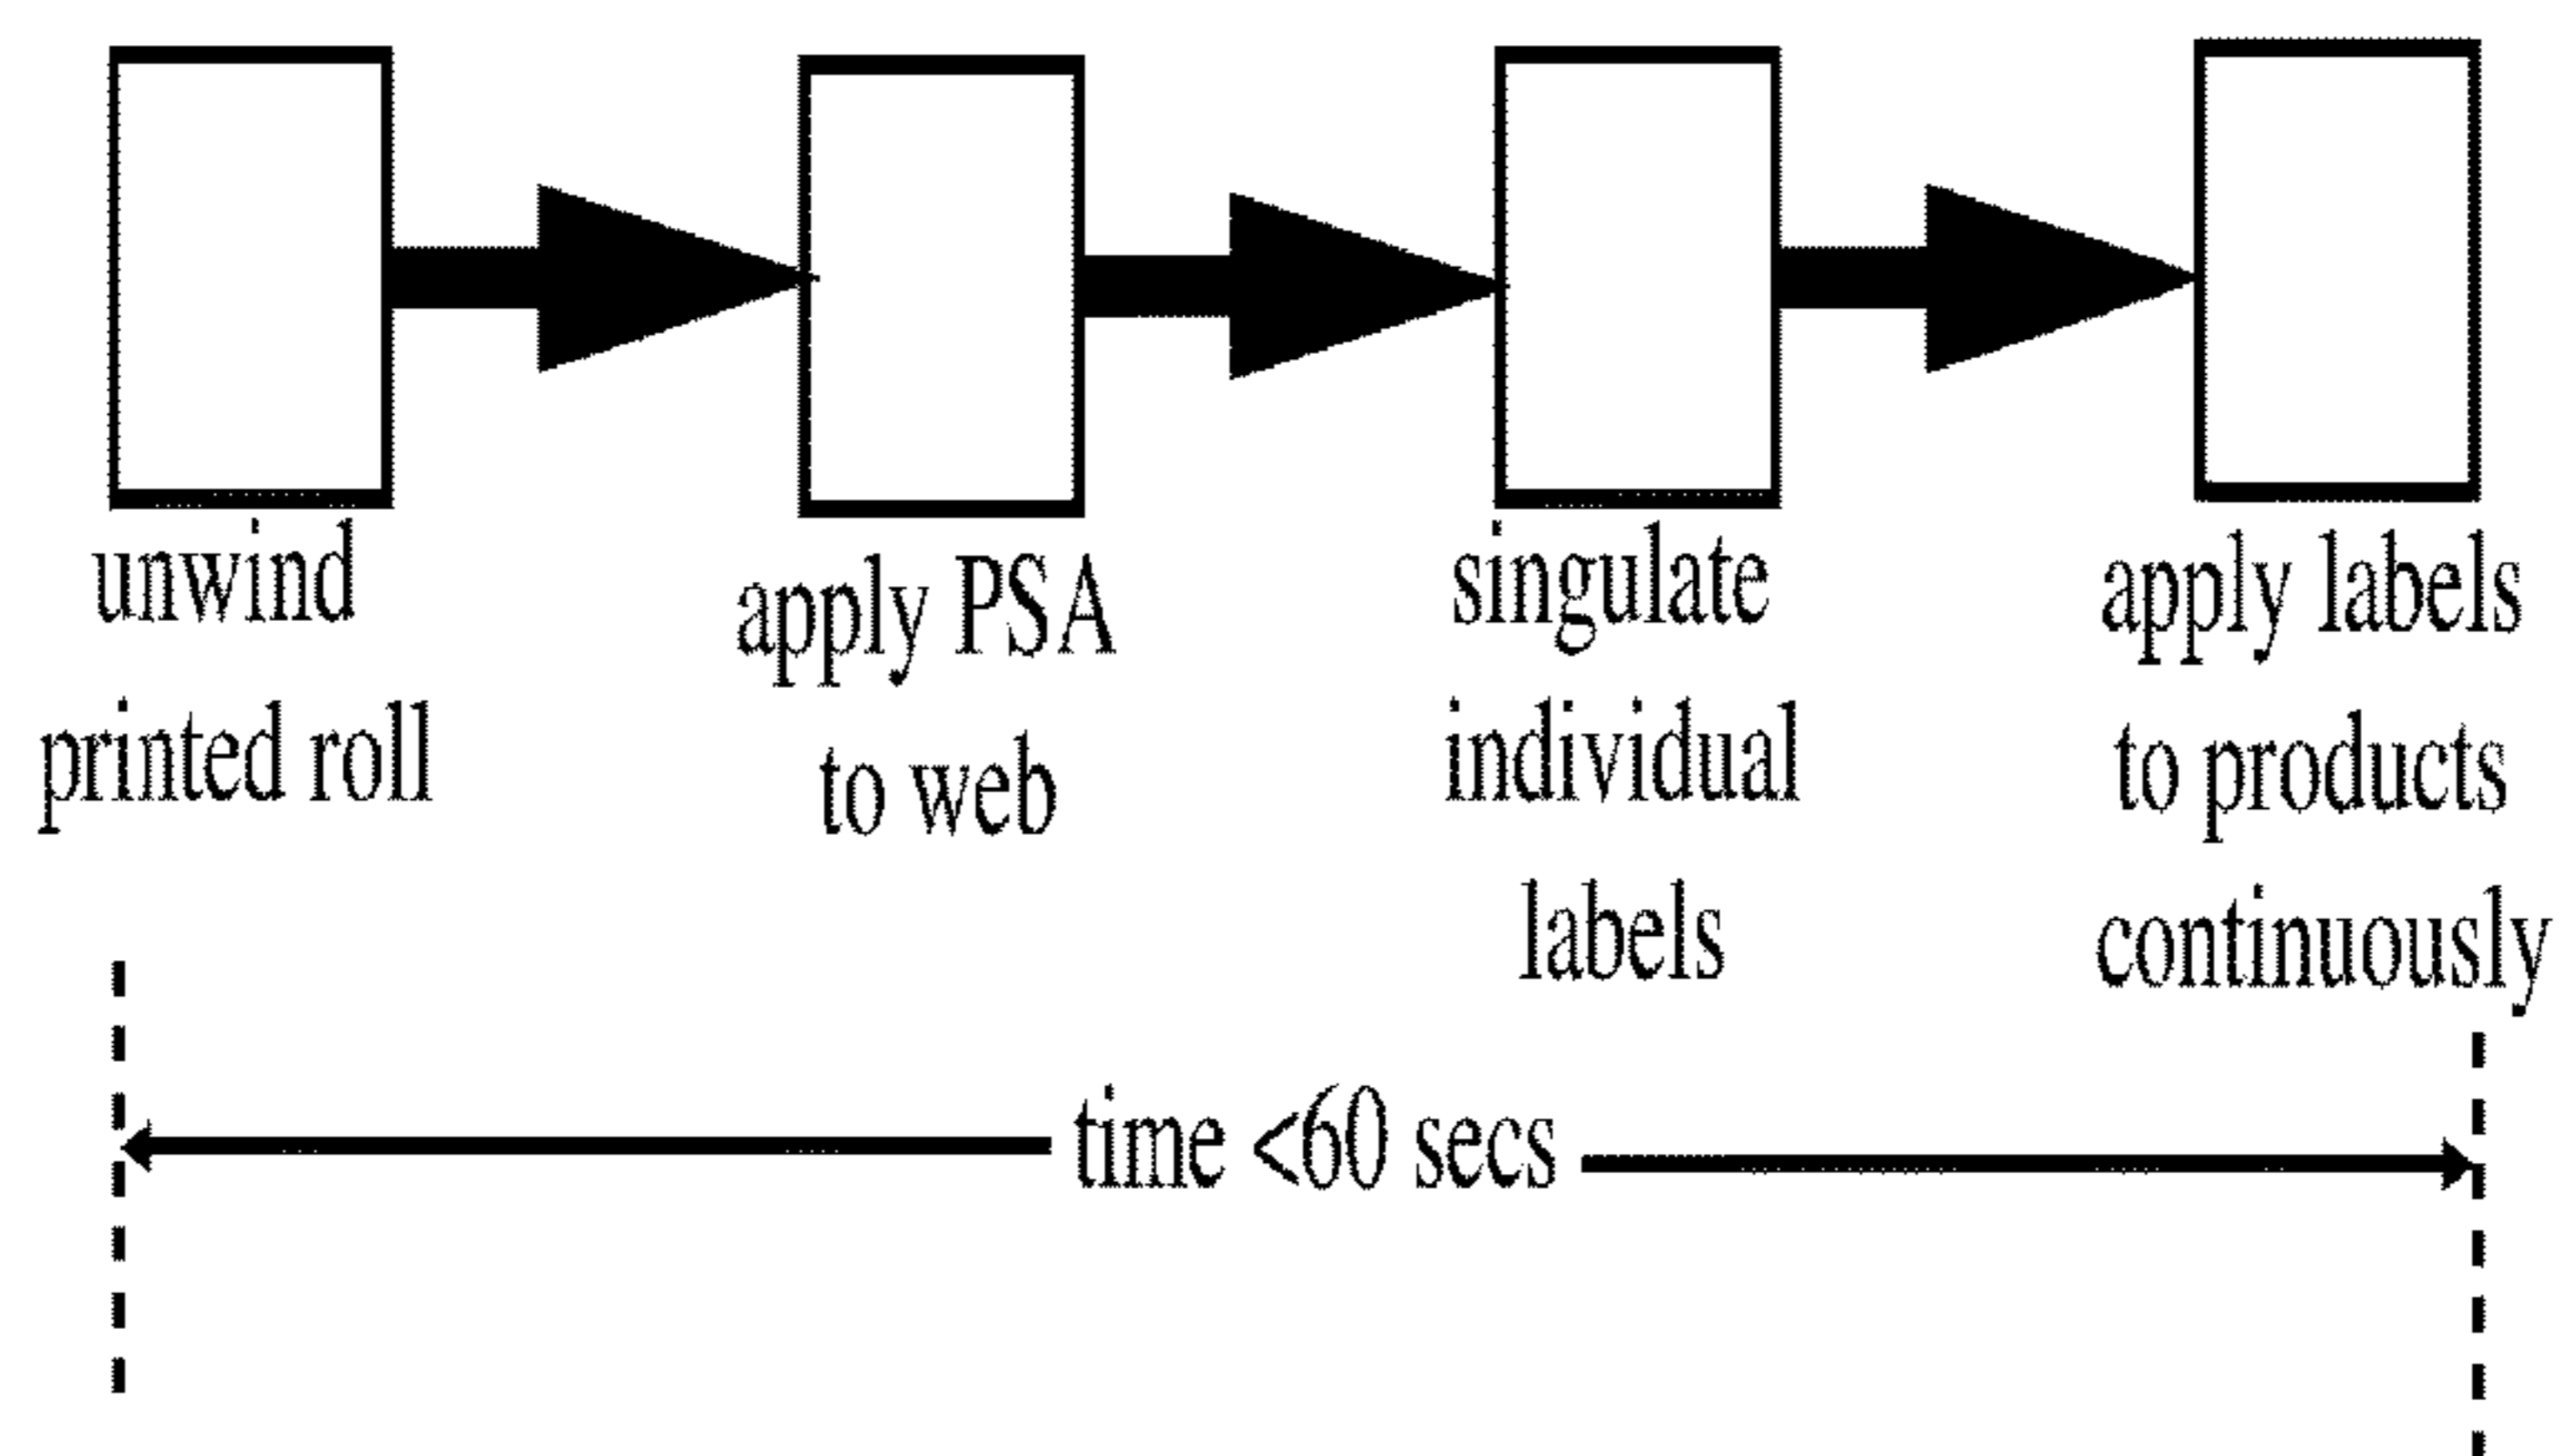 unwind
printed roll
apply PSA
to web
singulate
individual
labels
apply labels
to products
continuously
time <60 secs